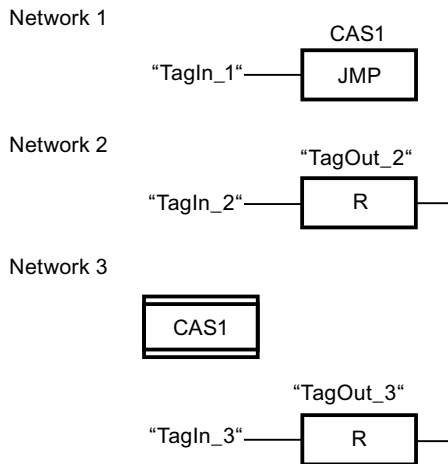 Network 1
CAS1
“TagIn_1“
JMP
Network 2
“TagOut_2“
“TagIn_2“
R
Network 3
CAS1
“TagOut_3“
“TagIn_3“
R